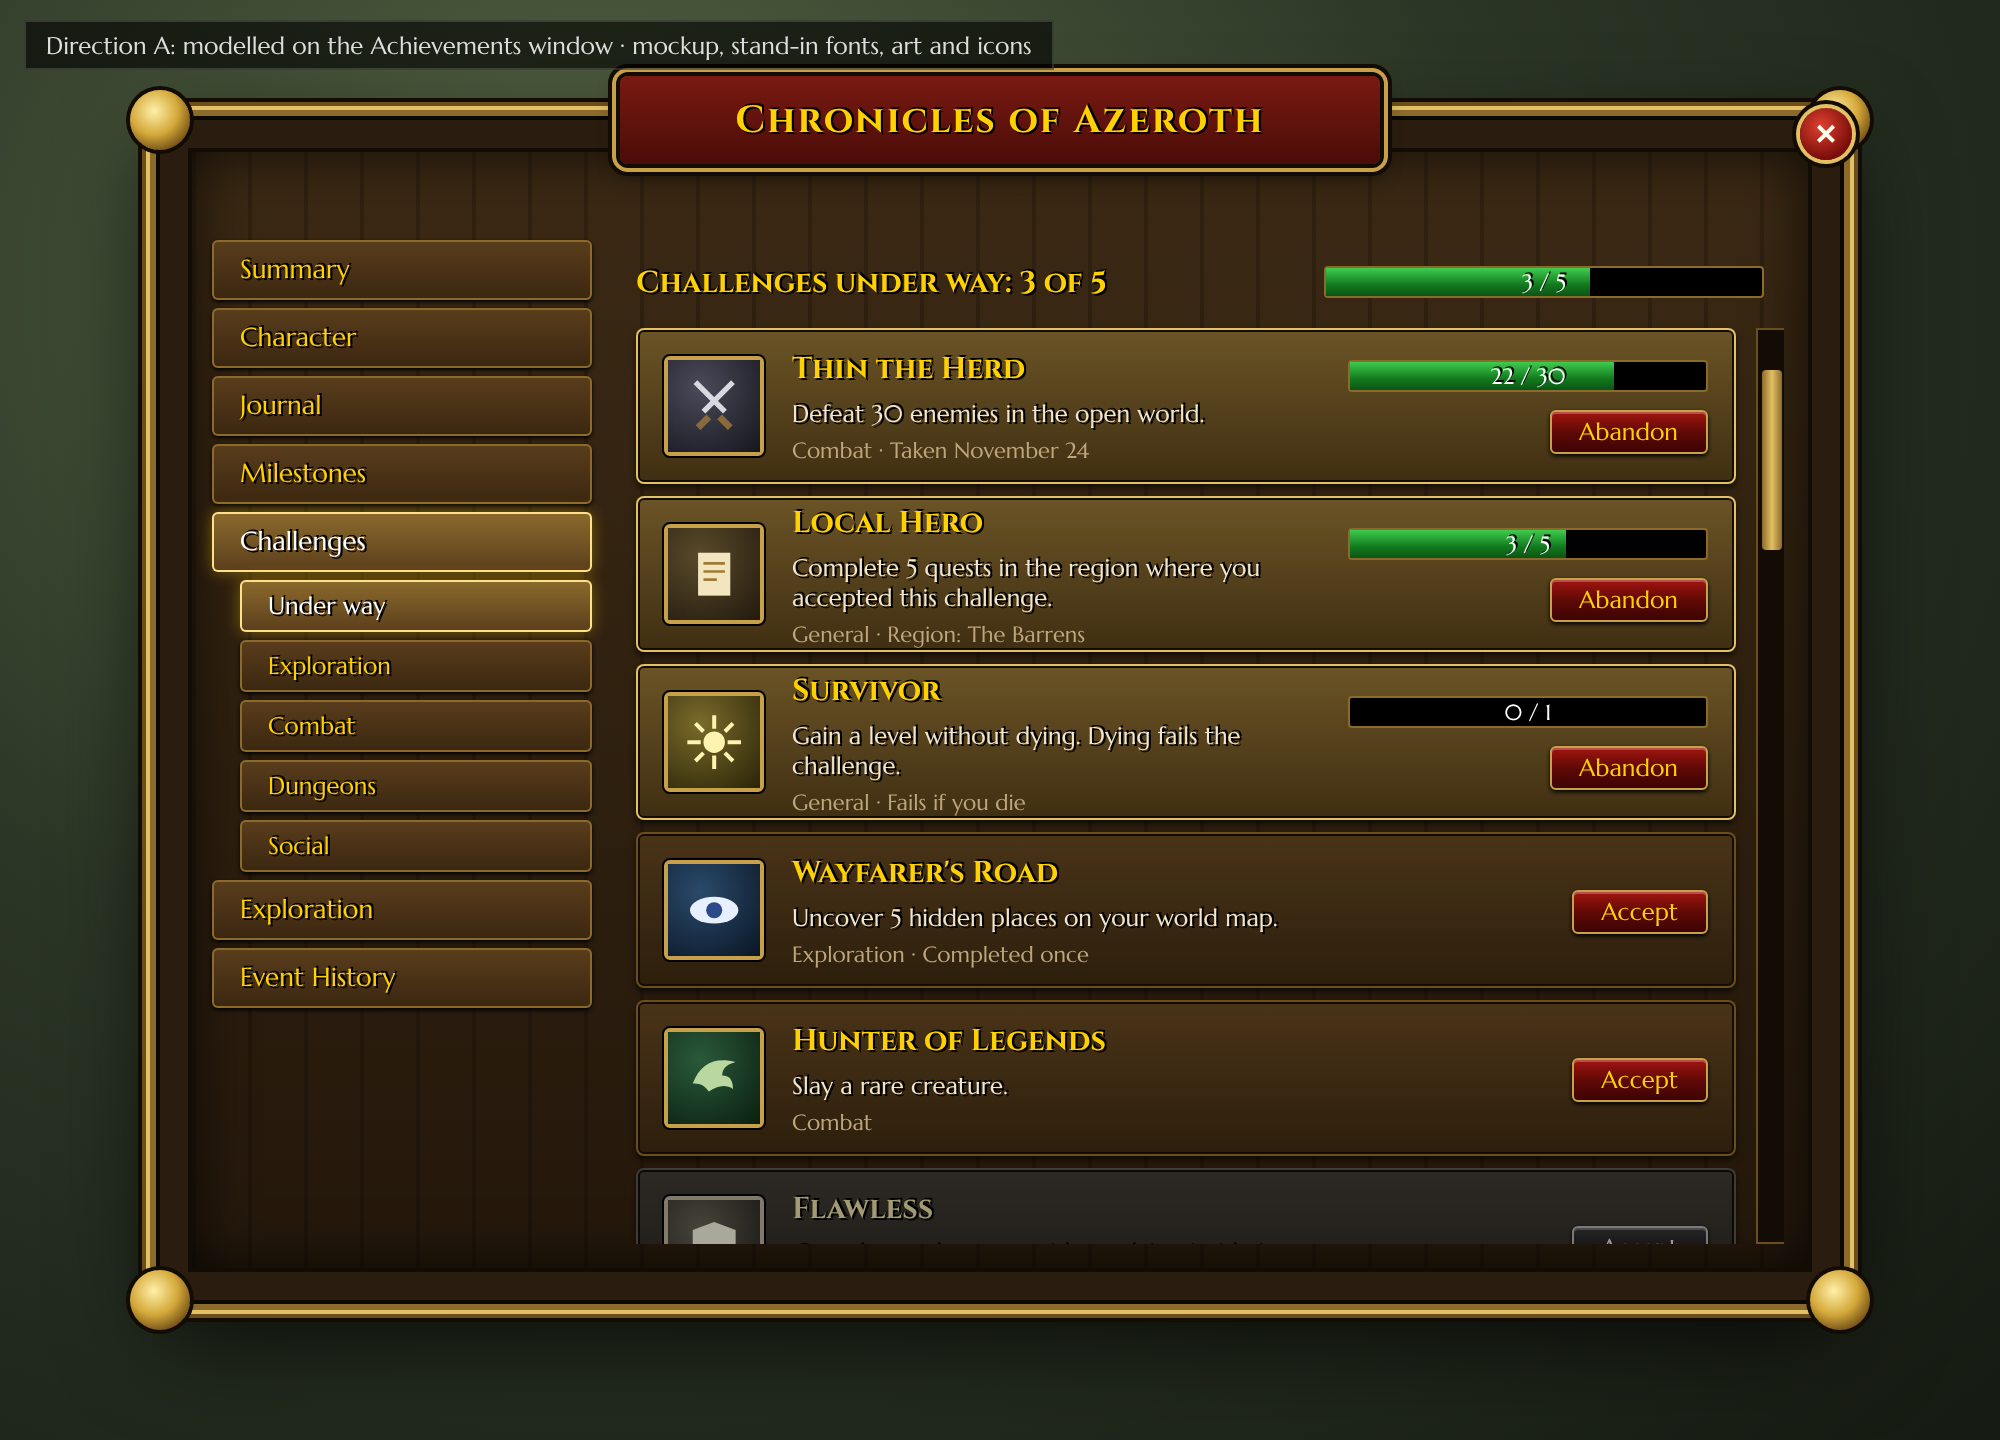 Direction A: modelled on the Achievements window · mockup, stand-in fonts, art and icons
Chronicles of Azeroth
Summary
Character
Journal
Milestones
Challenges
Under way
Exploration
Combat
Dungeons
Social
Exploration
Event History
Challenges under way: 3 of 5
3 / 5
Thin the Herd
22 / 30
Defeat 30 enemies in the open world.
Abandon
Combat · Taken November 24
Local Hero
3 / 5
Complete 5 quests in the region where you
accepted this challenge.
Abandon
General · Region: The Barrens
Survivor
0 / 1
Gain a level without dying. Dying fails the
challenge.
Abandon
General · Fails if you die
Wayfarer's Road
Uncover 5 hidden places on your world map.
Accept
Exploration · Completed once
Hunter of Legends
Slay a rare creature.
Accept
Combat
Flawless